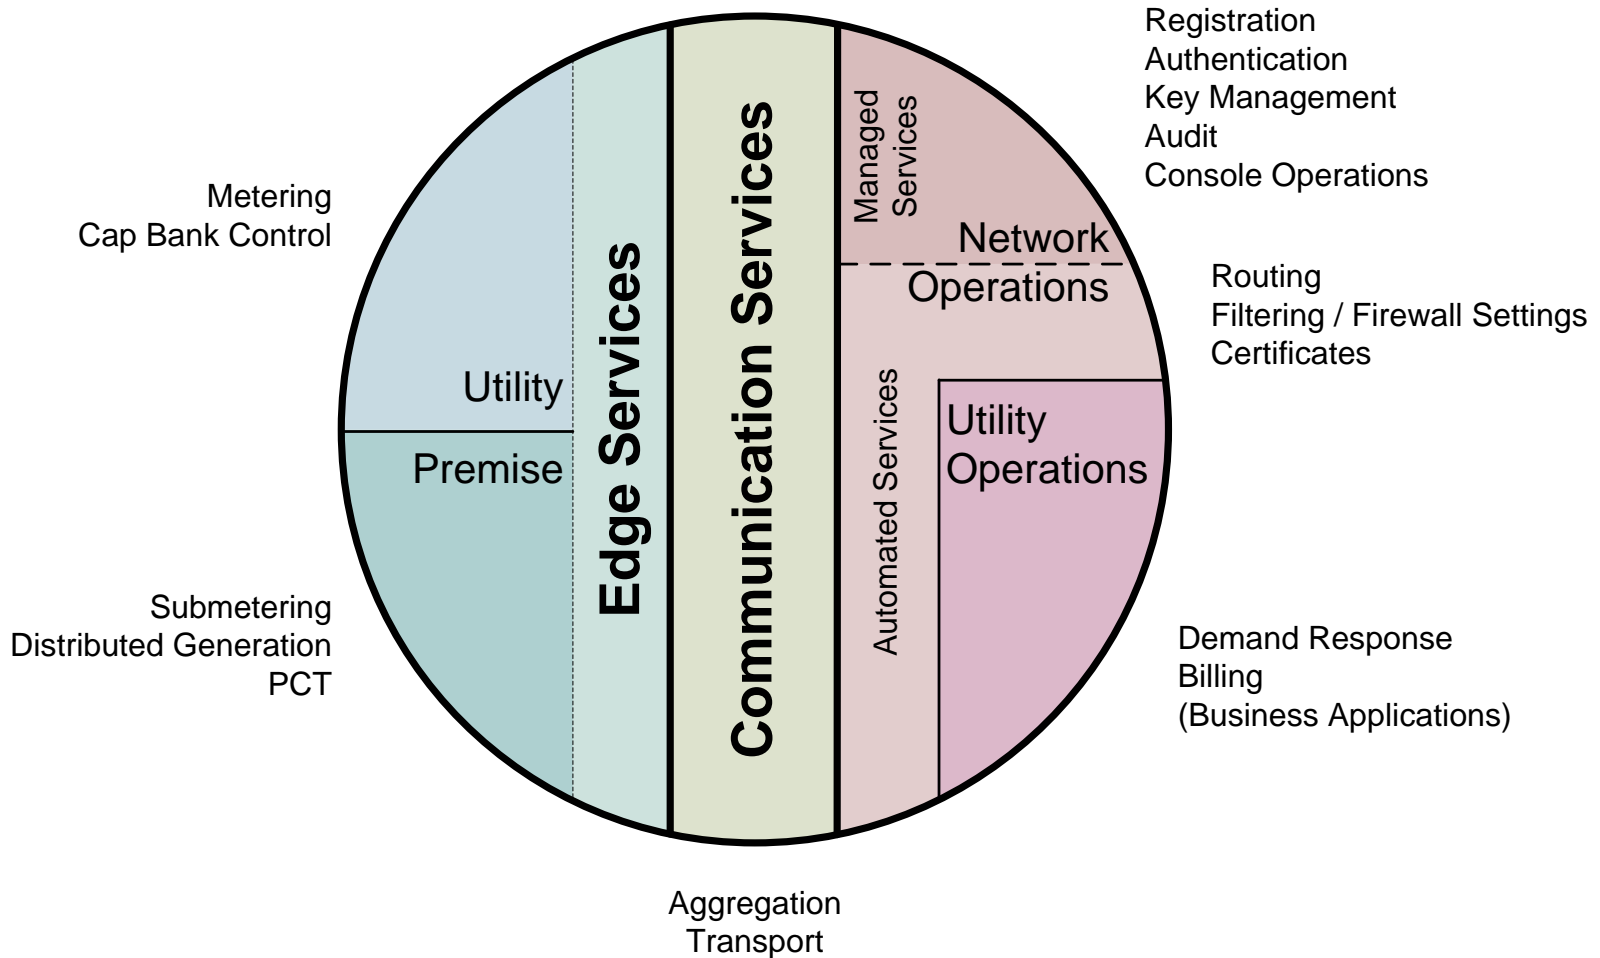 Registration
Authentication
Key Management
Audit
Console Operations
Managed
Services
Metering
Cap Bank Control
Network
Operations
Routing
Filtering / Firewall Settings
Certificates
Edge Services
Communication Services
Utility
Premise
Automated Services
Utility
Operations
Submetering
Distributed Generation
PCT
Demand Response
Billing
(Business Applications)
Aggregation
Transport